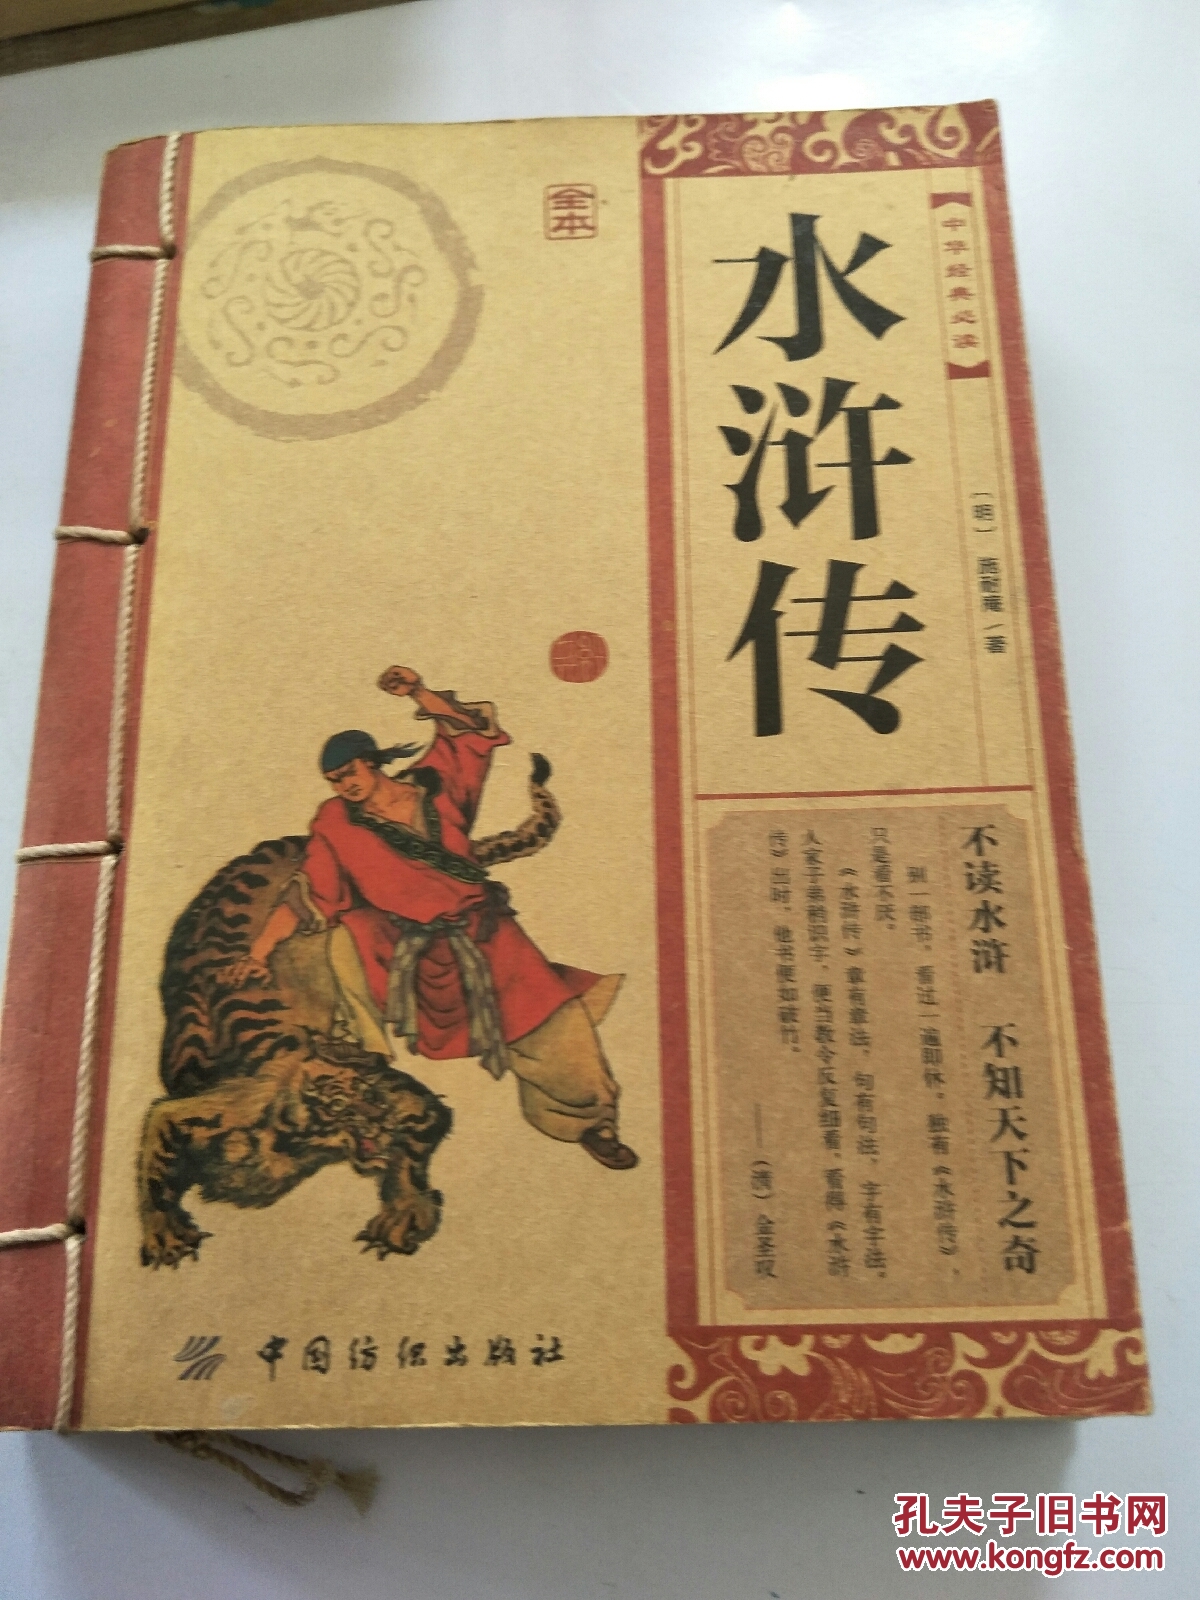 中华经典必读
全本
水浒传
〔明〕 施耐庵/著
不读水浒 不知天下之奇
别一部书，看过一遍即休，独有《水浒传》，
只是看不厌。
《水浒传》章有章法，句有句法，字有字法。
人家子弟稍识字，便当教令反复细看，看得《水浒
传》出时，他书便如破竹。
——（清）金圣叹
中国纺织出版社
孔夫子旧书网
www.kongfz.com